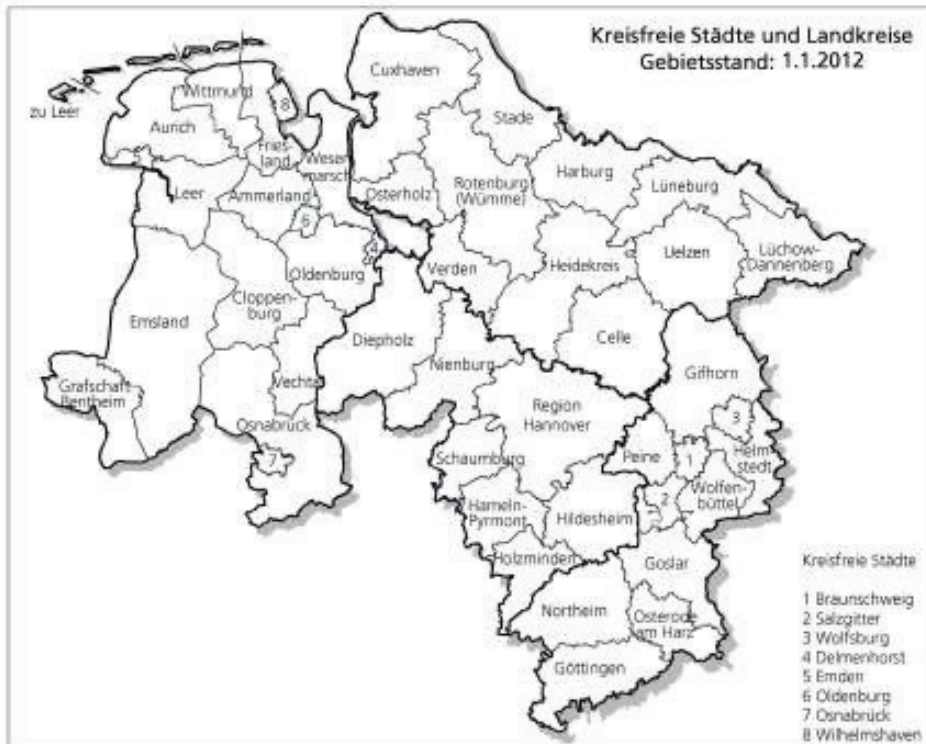 Kreisfreie Städte und Landkreise
Gebietsstand: 1.1.2012
zu Leer
Wittmund
8
Aurich
Fries-
land
Weser
marsch
Leer
Ammerland
6
Cuxhaven
Stade
Osterholz
Rotenburg
(Wümme)
Harburg
Lüneburg
Lüchow-
Dannenberg
Uelzen
Heidekreis
Verden
4
Oldenburg
Cloppen-
burg
Emsland
Diepholz
Nienburg
Celle
Gifhorn
Grafschaft
Bentheim
Vechta
Osnabrück
7
Region
Hannover
Schaumburg
Peine
1
3
Helm
stedt
2
Wolfen-
büttel
Hameln-
Pyrmont
Hildesheim
Holzminden
Goslar
Northeim
Osterode
am Harz
Göttingen
Kreisfreie Städte
1 Braunschweig
2 Salzgitter
3 Wolfsburg
4 Delmenhorst
5 Emden
6 Oldenburg
7 Osnabrück
8 Wilhelmshaven